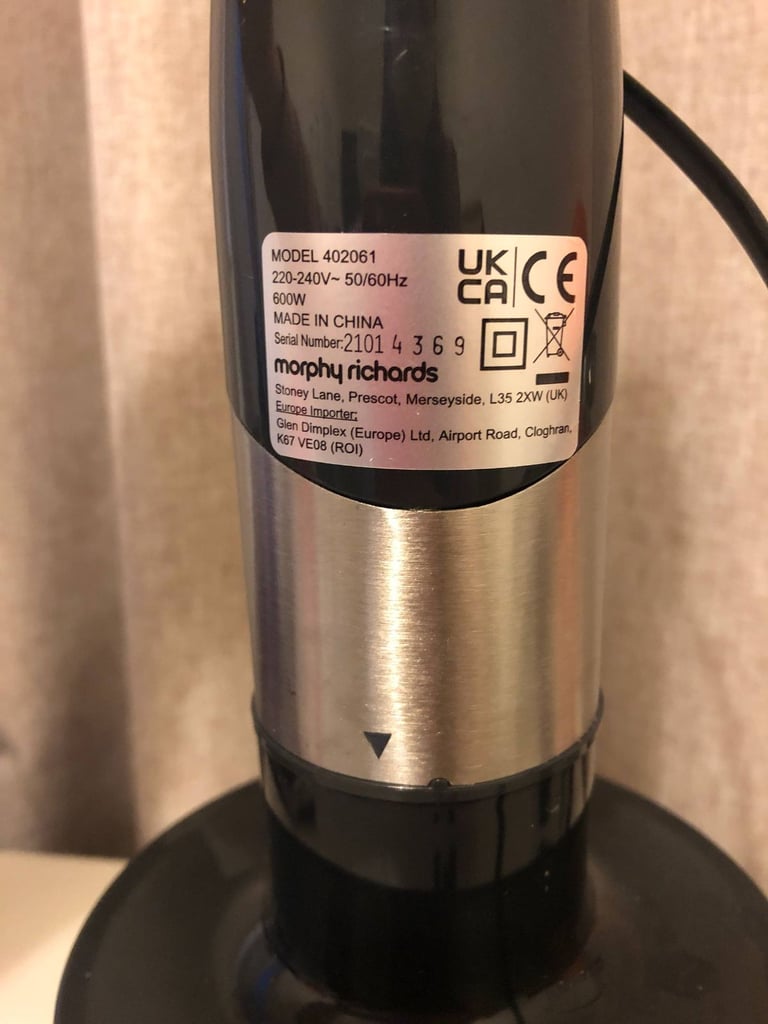 MODEL 402061
220-240V~ 50/60Hz
600W
MADE IN CHINA
Serial Number:2101 4 3 6 9
morphy richards
Stoney Lane, Prescot, Merseyside, L35 2XW (UK)
Europe Importer:
Glen Dimplex (Europe) Ltd, Airport Road, Cloghran,
K67 VE08 (ROI)
UK
CA
CE